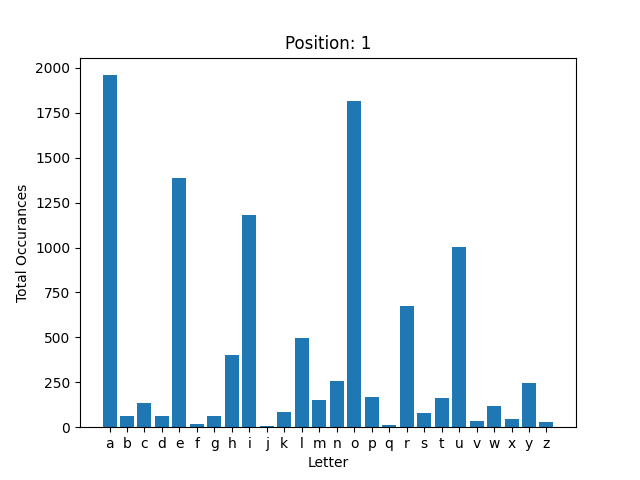 Position: 1
2000
1750
1500
1250
1000
750
500
250
0
Total Occurances
a b c d e f g h i j k l m n o p q r s t u v w x y z
Letter